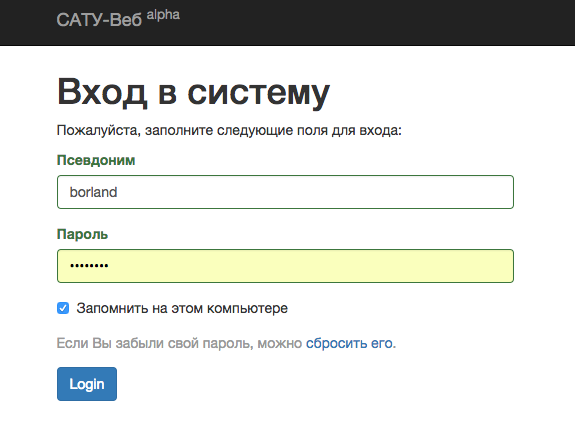 САТУ-Веб alpha
Вход в систему
Пожалуйста, заполните следующие поля для входа:
Псевдоним
borland
Пароль
••••••••
Запомнить на этом компьютере
Если Вы забыли свой пароль, можно сбросить его.
Login